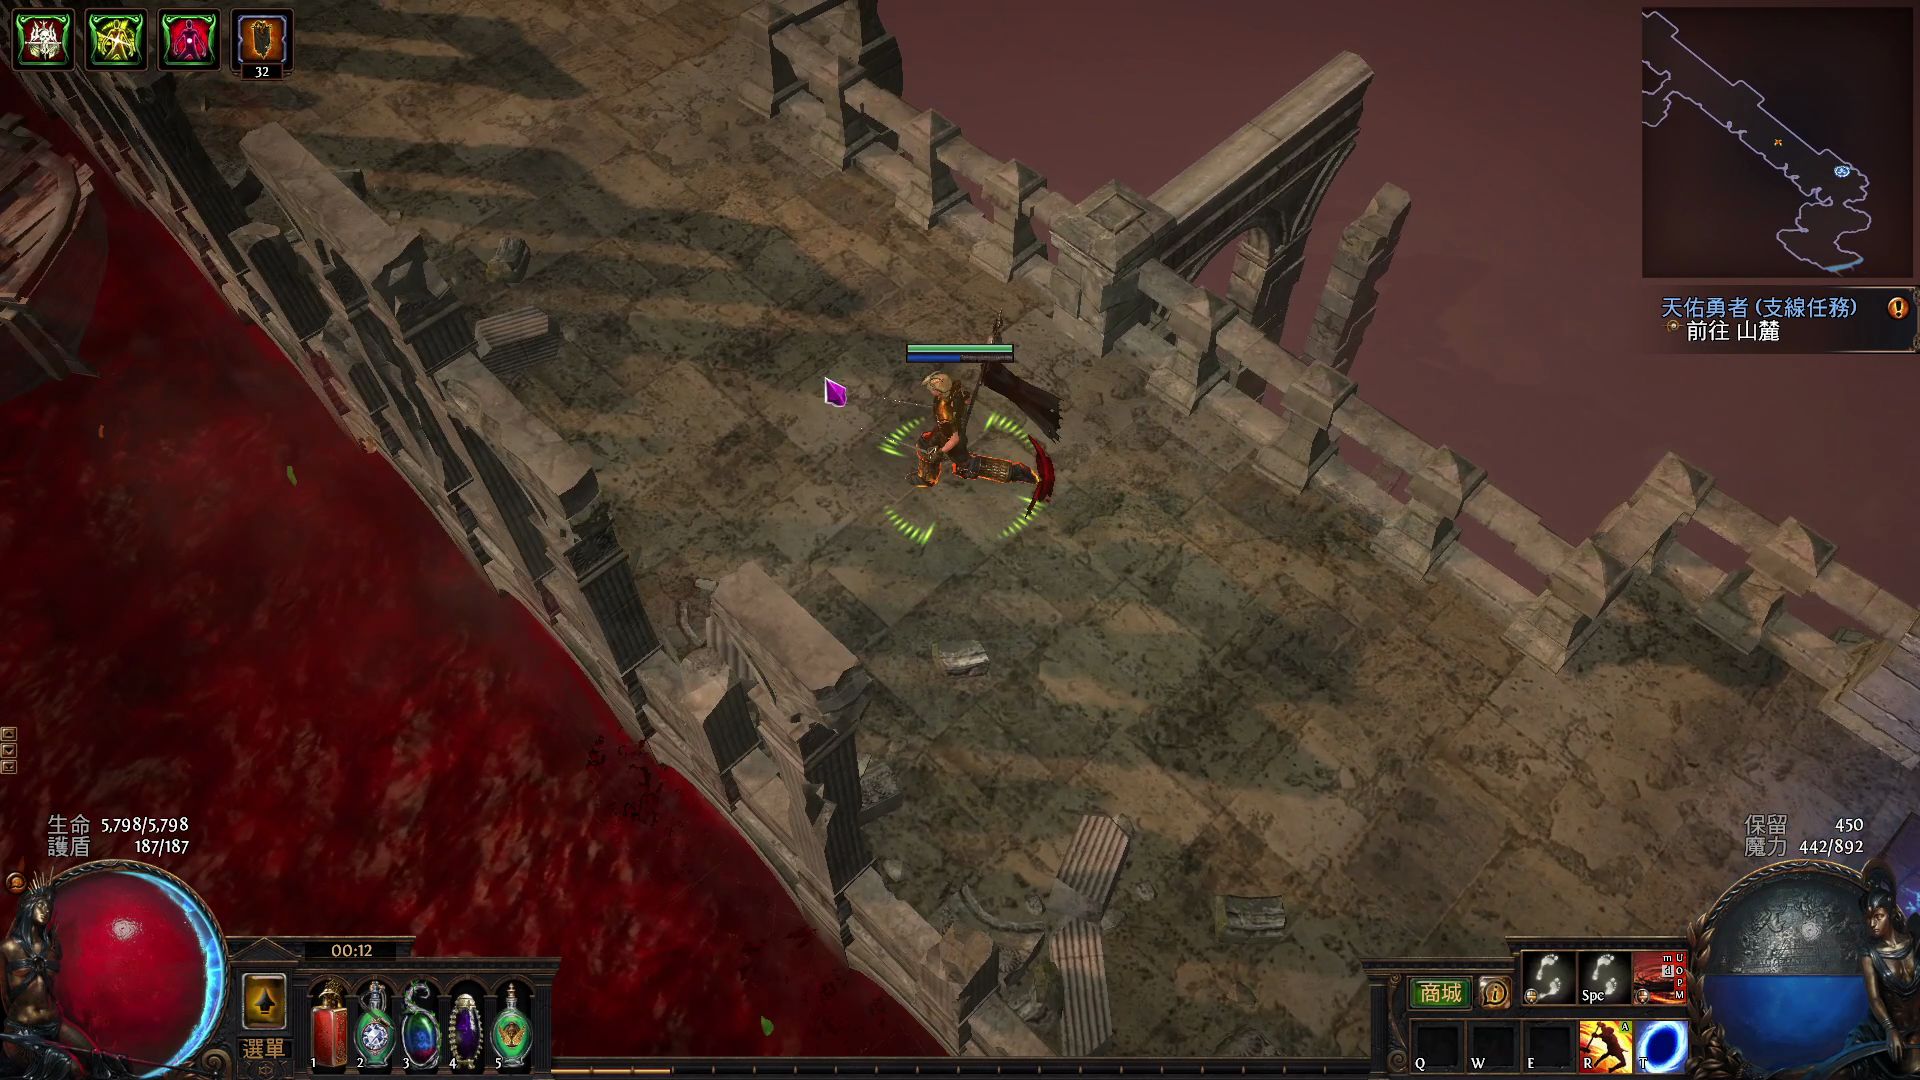 32
天佑勇者 (支線任務)
前往 山麓
生命 5,798/5,798
護盾 187/187
保留 450
魔力 442/892
00:12
商城
Spc
m U
d O
P
M
選單
1
2
3
4
5
Q
W
E
R
A
T